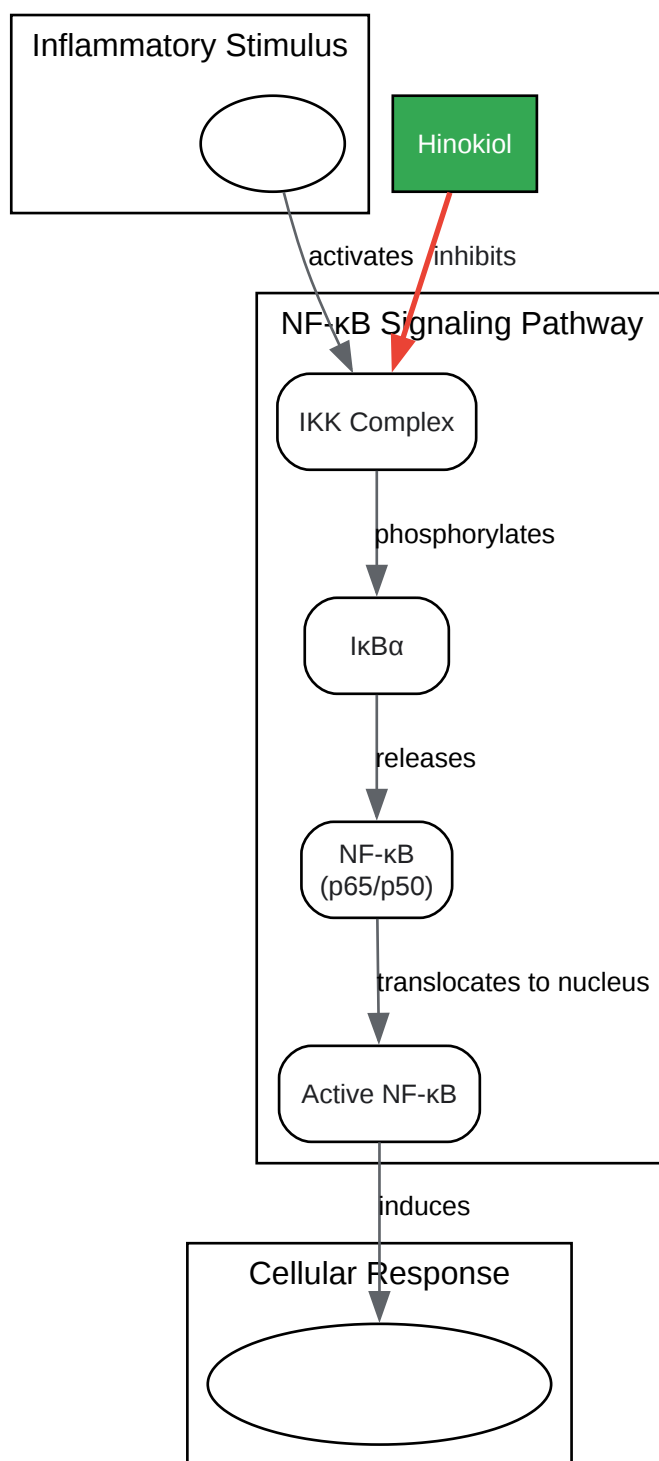 Inflammatory Stimulus
Hinokiol
activates
inhibits
NF-κB Signaling Pathway
IKK Complex
phosphorylates
IκBα
releases
NF-κB
(p65/p50)
translocates to nucleus
Active NF-κB
induces
Cellular Response